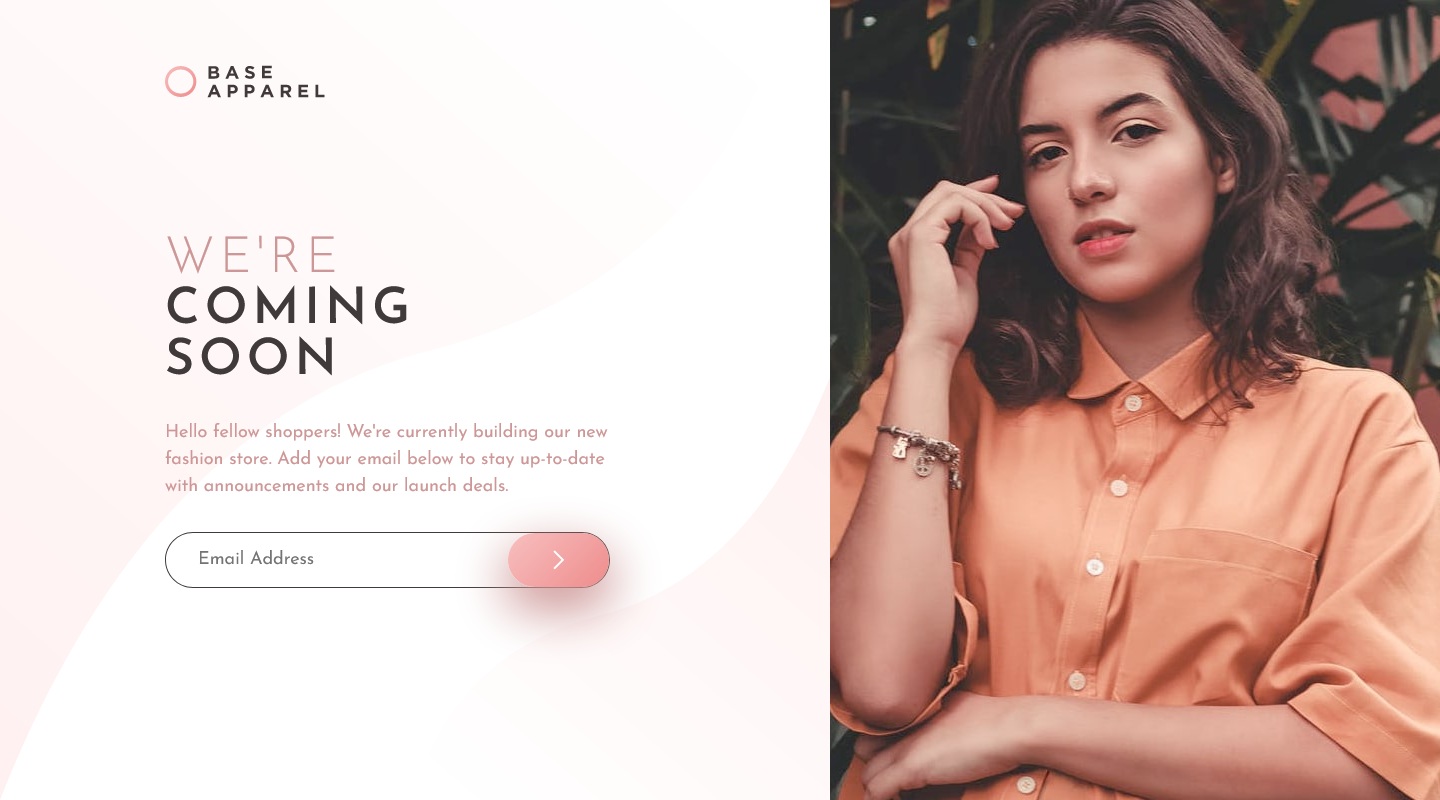 BASE
APPAREL
WE'RE
COMING
SOON
Hello fellow shoppers! We're currently building our new
fashion store. Add your email below to stay up-to-date
with announcements and our launch deals.
Email Address